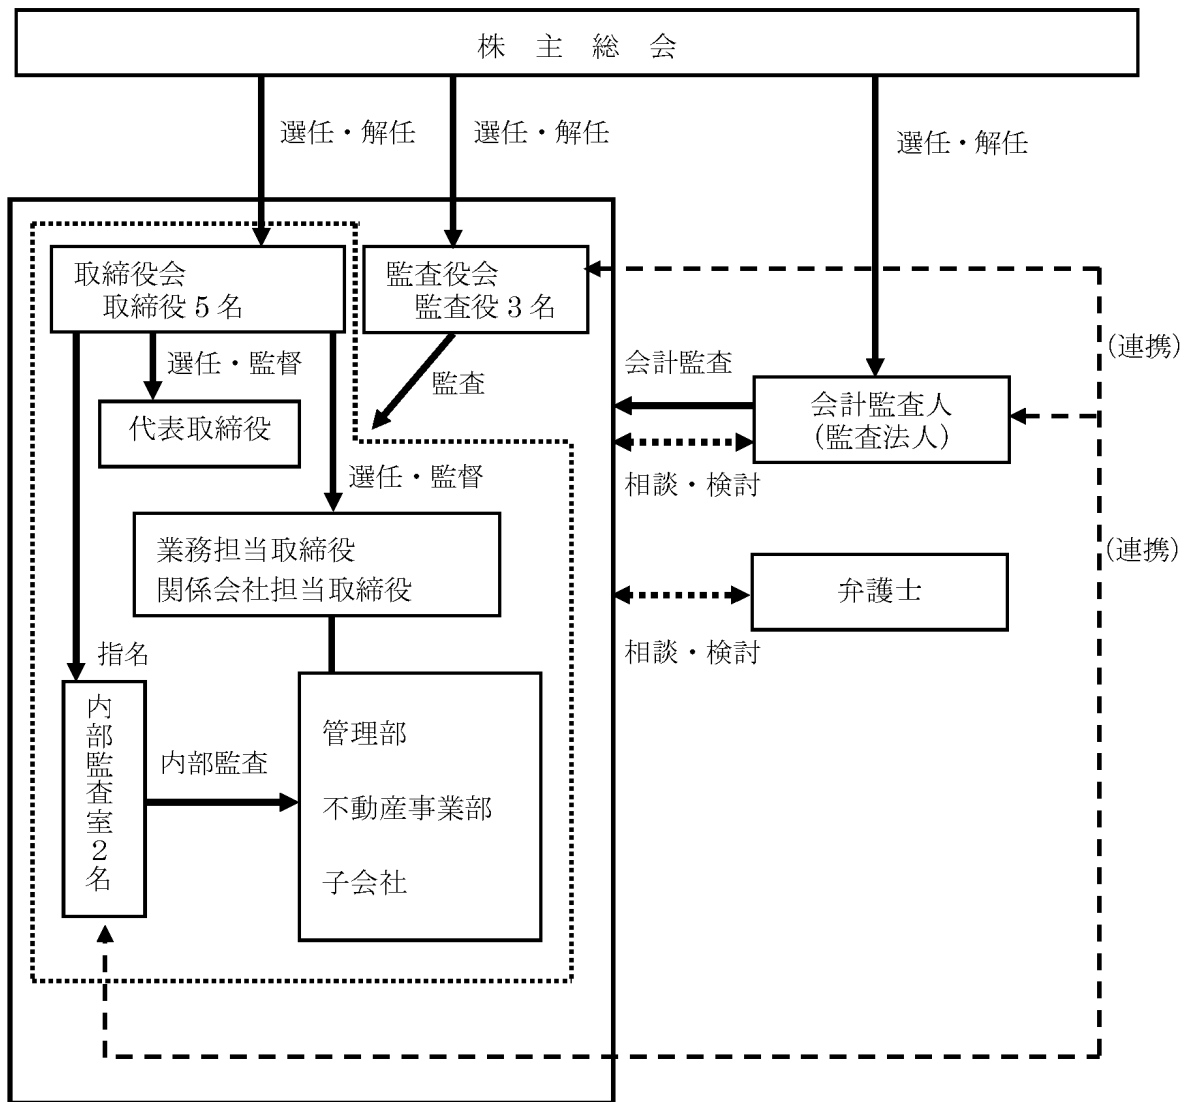 株主総会
選任・解任
選任・解任
選任・解任
取締役会
取締役5名
監査役会
監査役3名
(連携)
選任・監督
監査
会計監査
会計監査人
(監査法人)
代表取締役
選任・監督
相談・検討
業務担当取締役
関係会社担当取締役
(連携)
弁護士
相談・検討
指名
内部監査室2名
内部監査
管理部
不動産事業部
子会社